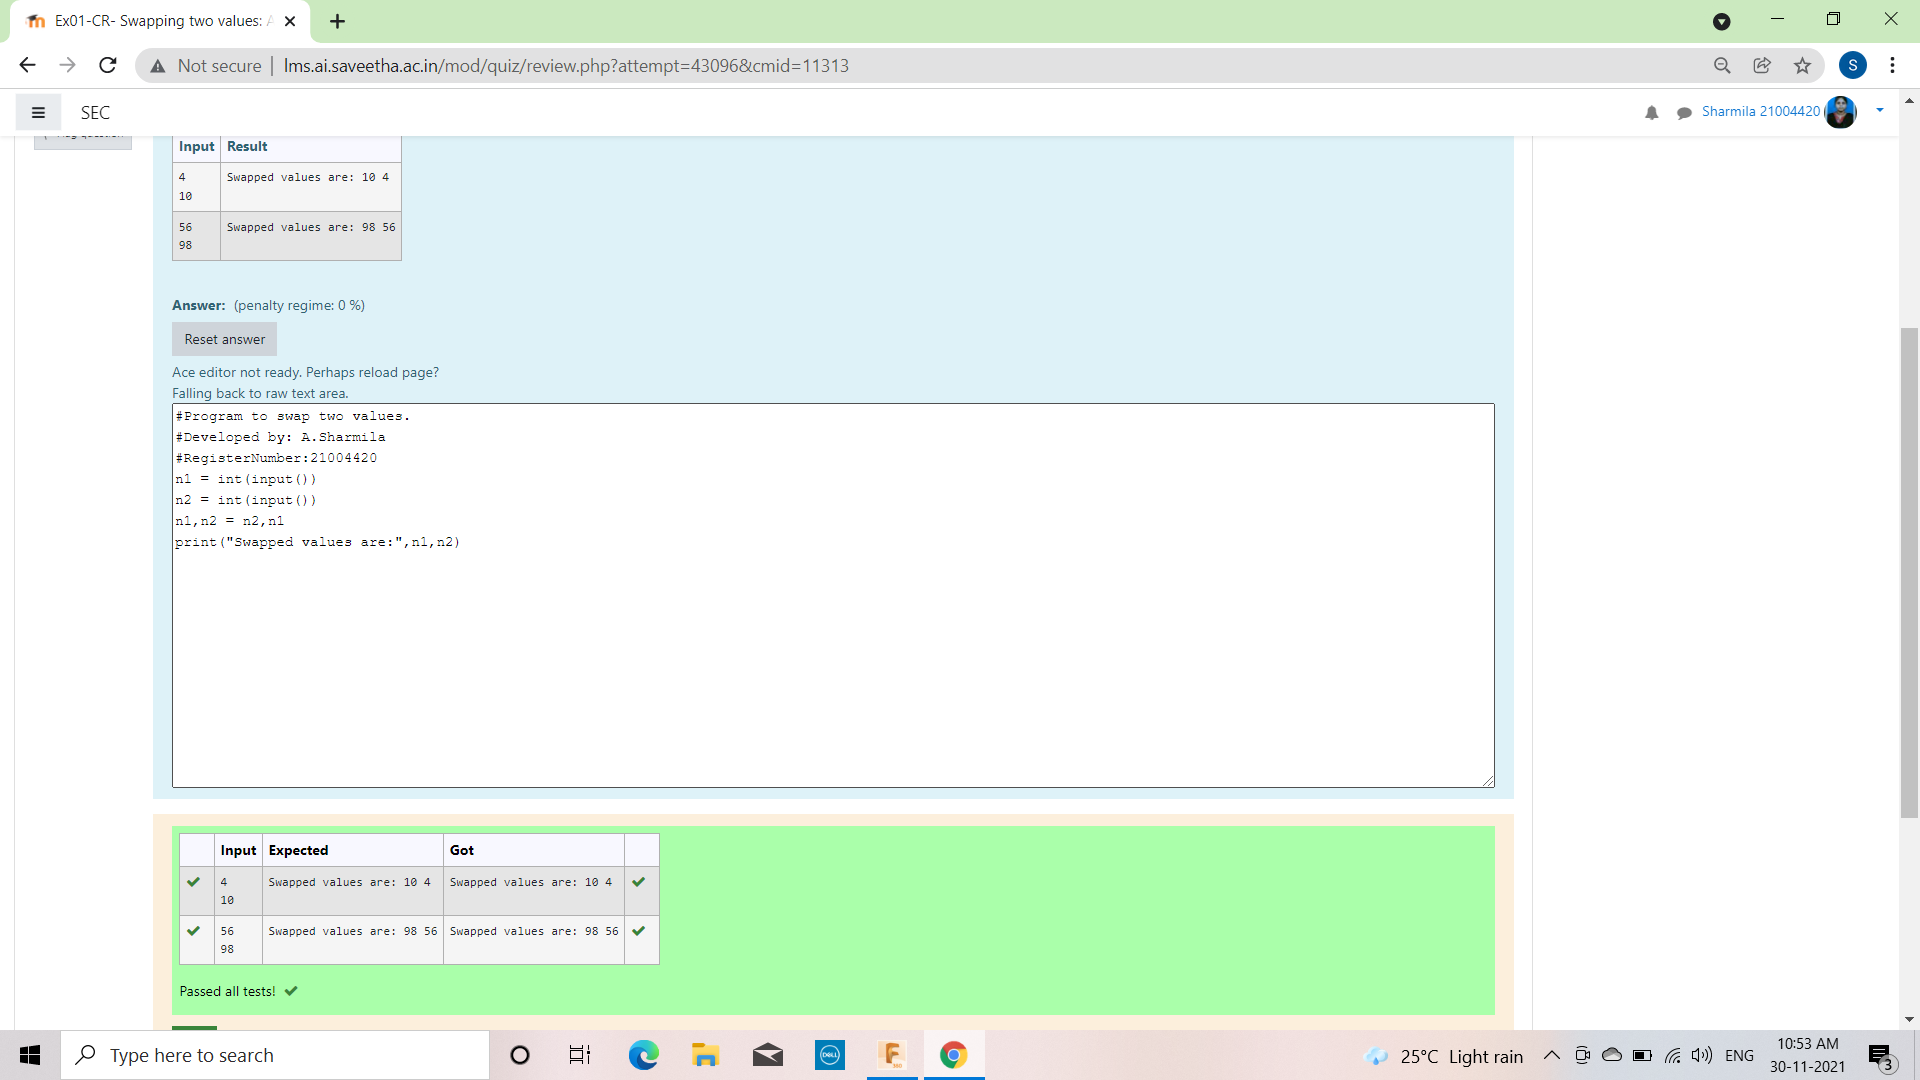 Ex01-CR- Swapping two values:
Not secure | lms.ai.saveetha.ac.in/mod/quiz/review.php?attempt=43096&cmid=11313
S
SEC
Sharmila 21004420
Input Result
4 Swapped values are: 10 4
10
56 Swapped values are: 98 56
98
Answer: (penalty regime: 0 %)
Reset answer
Ace editor not ready. Perhaps reload page?
Falling back to raw text area.
#Program to swap two values.
#Developed by: A.Sharmila
#RegisterNumber:21004420
n1 = int(input())
n2 = int(input())
n1,n2 = n2,n1
print("Swapped values are:",n1,n2)
Input Expected Got
4 Swapped values are: 10 4 Swapped values are: 10 4
10
56 Swapped values are: 98 56 Swapped values are: 98 56
98
Passed all tests!
Type here to search
DELL
F
25°C Light rain
ENG
10:53 AM
30-11-2021
3